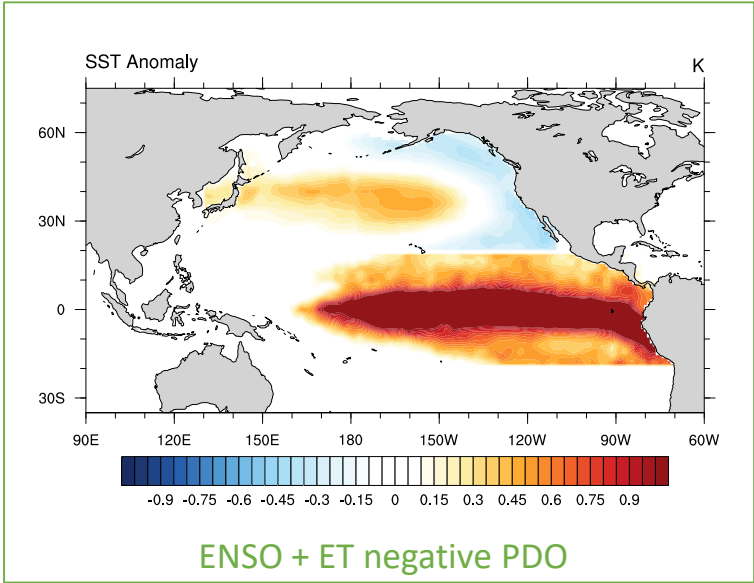 SST Anomaly K
60N
30N
0
30S
90E 120E 150E 180 150W 120W 90W 60W
-0.9 -0.75 -0.6 -0.45 -0.3 -0.15 0 0.15 0.3 0.45 0.6 0.75 0.9
ENSO + ET negative PDO